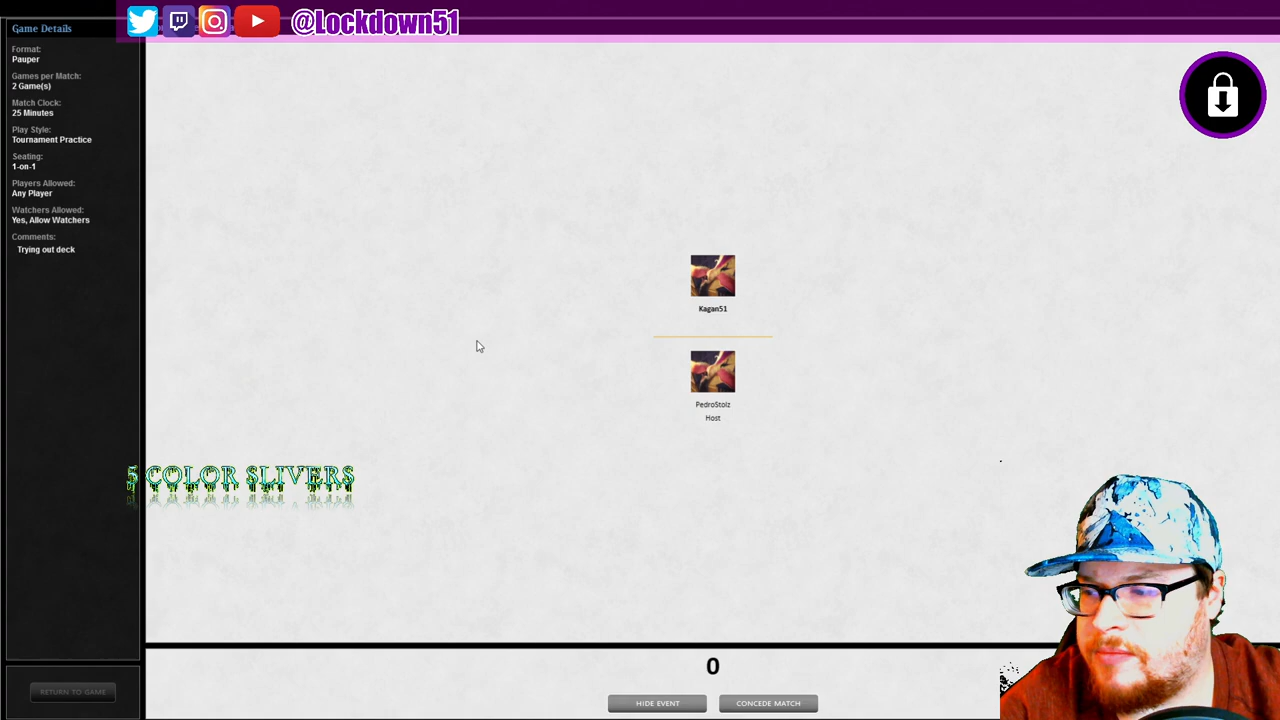 @Lockdown51
Game Details
Format:
Pauper
Games per Match:
2 Game(s)
Match Clock:
25 Minutes
Play Style:
Tournament Practice
Seating:
1-on-1
Players Allowed:
Any Player
Watchers Allowed:
Yes, Allow Watchers
Comments:
Trying out deck
Kagan51
PedroStolz
Host
5 COLOR SLIVERS
0
RETURN TO GAME
HIDE EVENT
CONCEDE MATCH